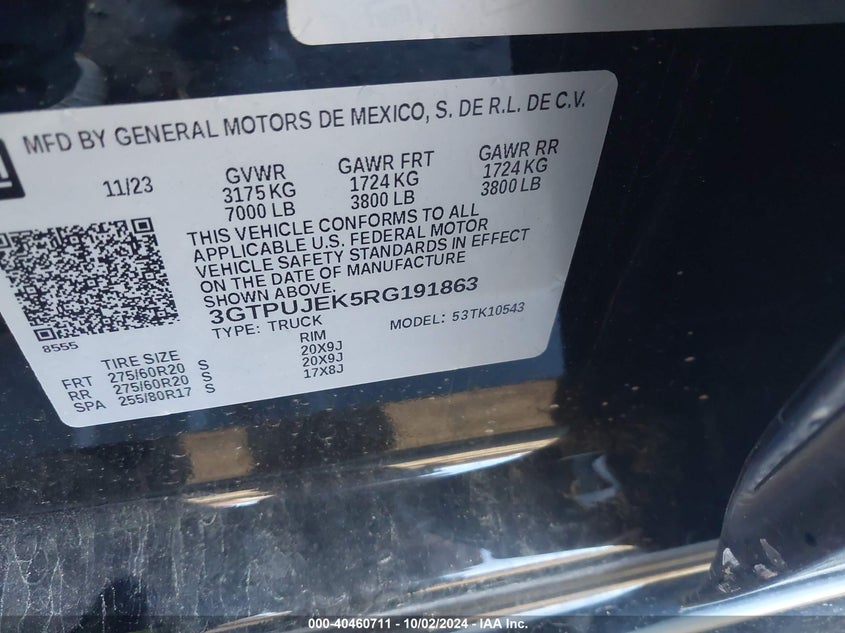 MFD BY GENERAL MOTORS DE MEXICO, S. DE R.L. DE C.V.
11/23 GVWR GAWR FRT GAWR RR
3175 KG 1724 KG 1724 KG
7000 LB 3800 LB 3800 LB
THIS VEHICLE CONFORMS TO ALL
APPLICABLE U.S. FEDERAL MOTOR
VEHICLE SAFETY STANDARDS IN EFFECT
ON THE DATE OF MANUFACTURE
SHOWN ABOVE.
3GTPUJEK5RG191863
TYPE: TRUCK MODEL: 53TK10543
8555
TIRE SIZE RIM
FRT 275/60R20 S 20X9J
RR 275/60R20 S 20X9J
SPA 255/80R17 S 17X8J
000-40460711 - 10/02/2024 - IAA Inc.